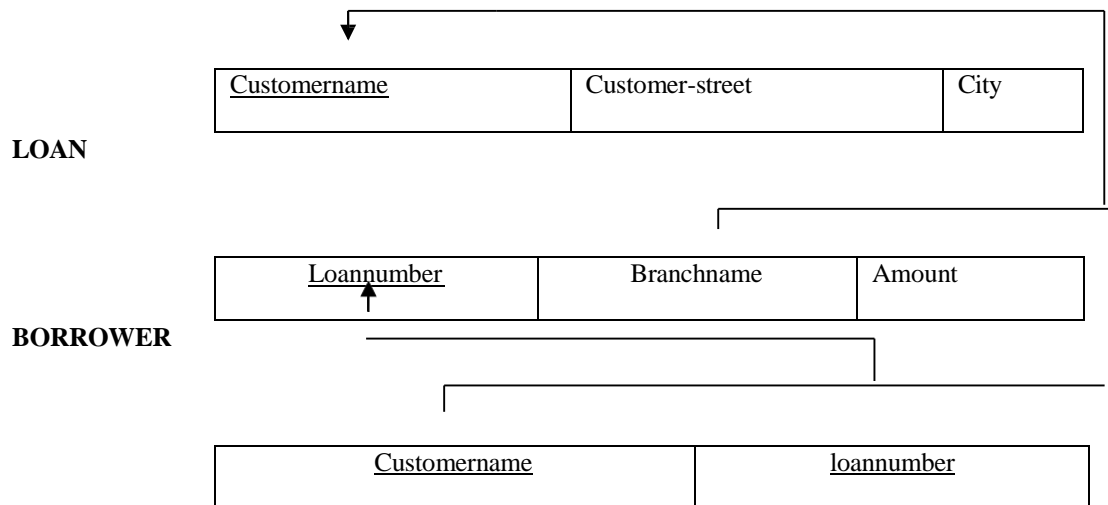 Customername Customer-street City
LOAN
Loannumber Branchname Amount
BORROWER
Customername loannumber